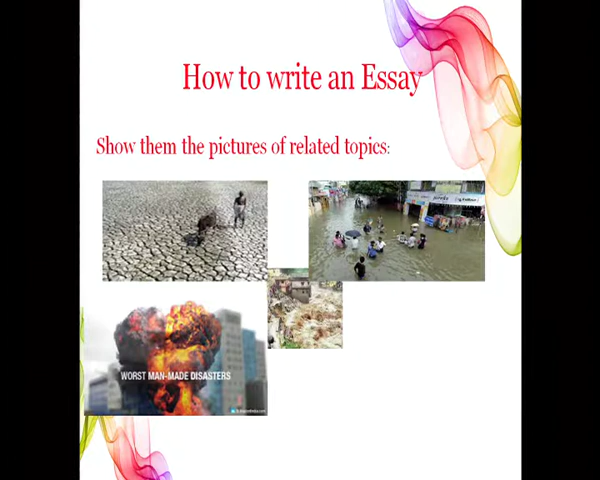 How to write an Essay
Show them the pictures of related topics:
WORST MAN-MADE DISASTERS